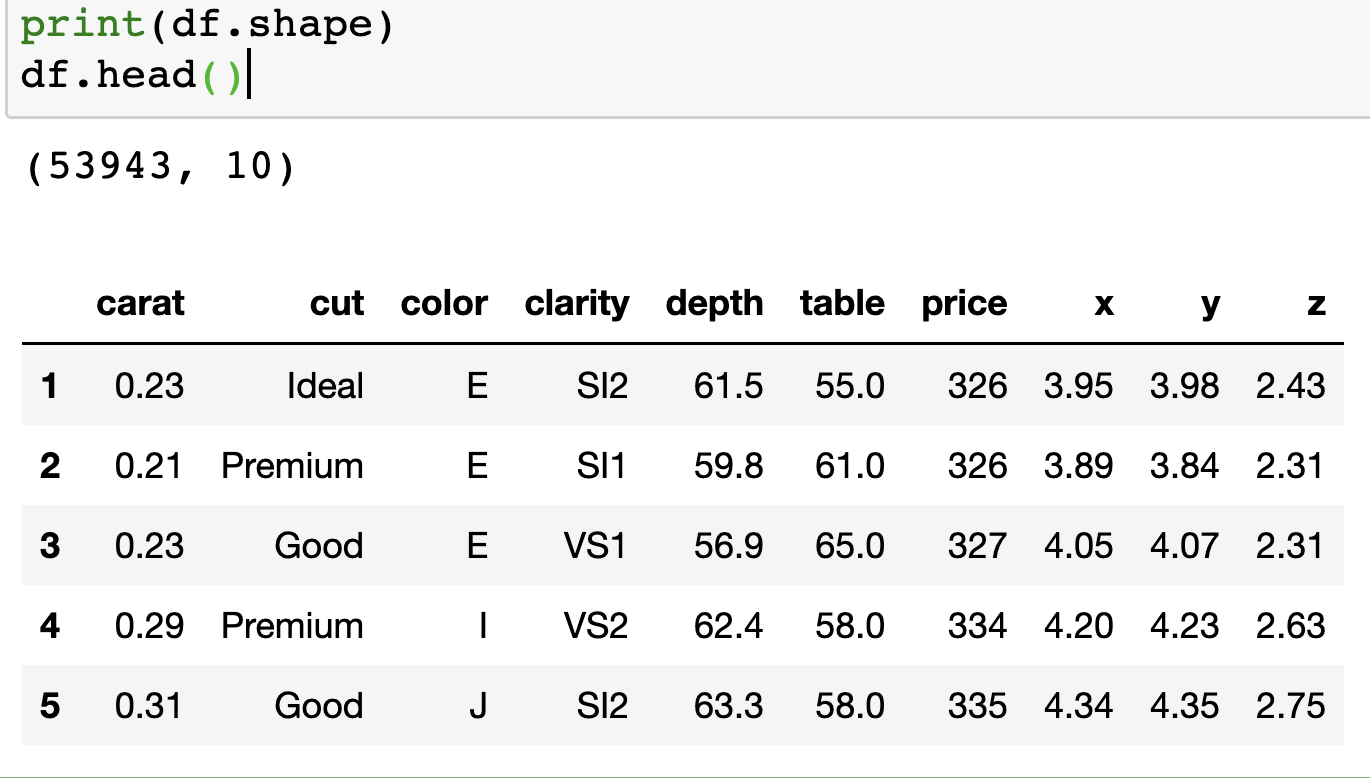 print(df.shape)
df.head()
(53943, 10)
carat cut color clarity depth table price x y z
1 0.23 Ideal E SI2 61.5 55.0 326 3.95 3.98 2.43
2 0.21 Premium E SI1 59.8 61.0 326 3.89 3.84 2.31
3 0.23 Good E VS1 56.9 65.0 327 4.05 4.07 2.31
4 0.29 Premium I VS2 62.4 58.0 334 4.20 4.23 2.63
5 0.31 Good J SI2 63.3 58.0 335 4.34 4.35 2.75